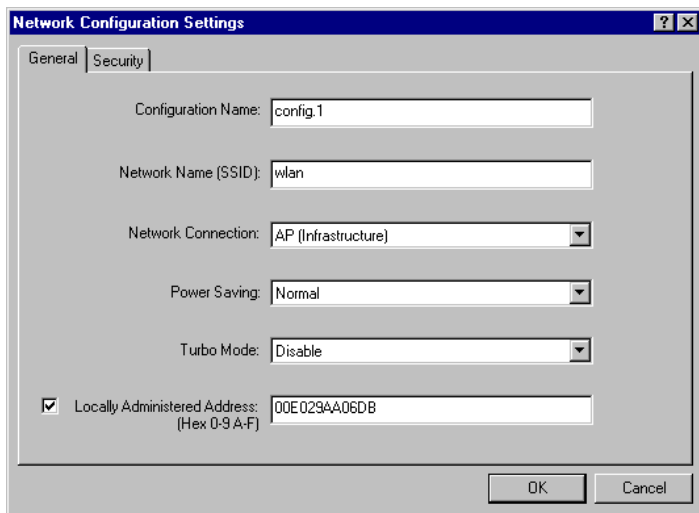 Network Configuration Settings
General Security
Configuration Name: config.1
Network Name (SSID): wlan
Network Connection: AP (Infrastructure)
Power Saving: Normal
Turbo Mode: Disable
Locally Administered Address: 00E029AA06DB
(Hex 0-9 A-F)
OK Cancel